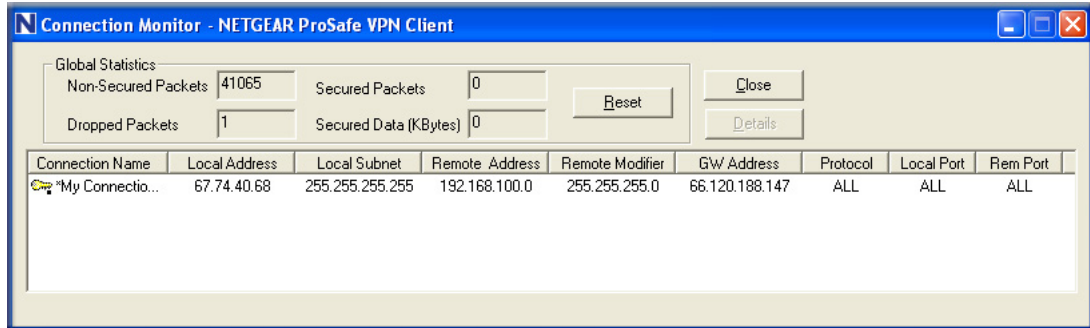 N Connection Monitor - NETGEAR ProSafe VPN Client
Global Statistics
Non-Secured Packets 41065 Secured Packets 0 Reset Close
Dropped Packets 1 Secured Data (KBytes) 0 Details
Connection Name Local Address Local Subnet Remote Address Remote Modifier GW Address Protocol Local Port Rem Port
*My Connectio... 67.74.40.68 255.255.255.255 192.168.100.0 255.255.255.0 66.120.188.147 ALL ALL ALL